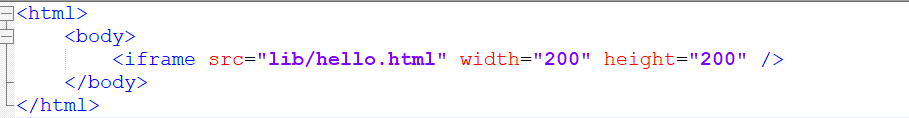 <html>
<body>
<iframe src="lib/hello.html" width="200" height="200" />
</body>
</html>